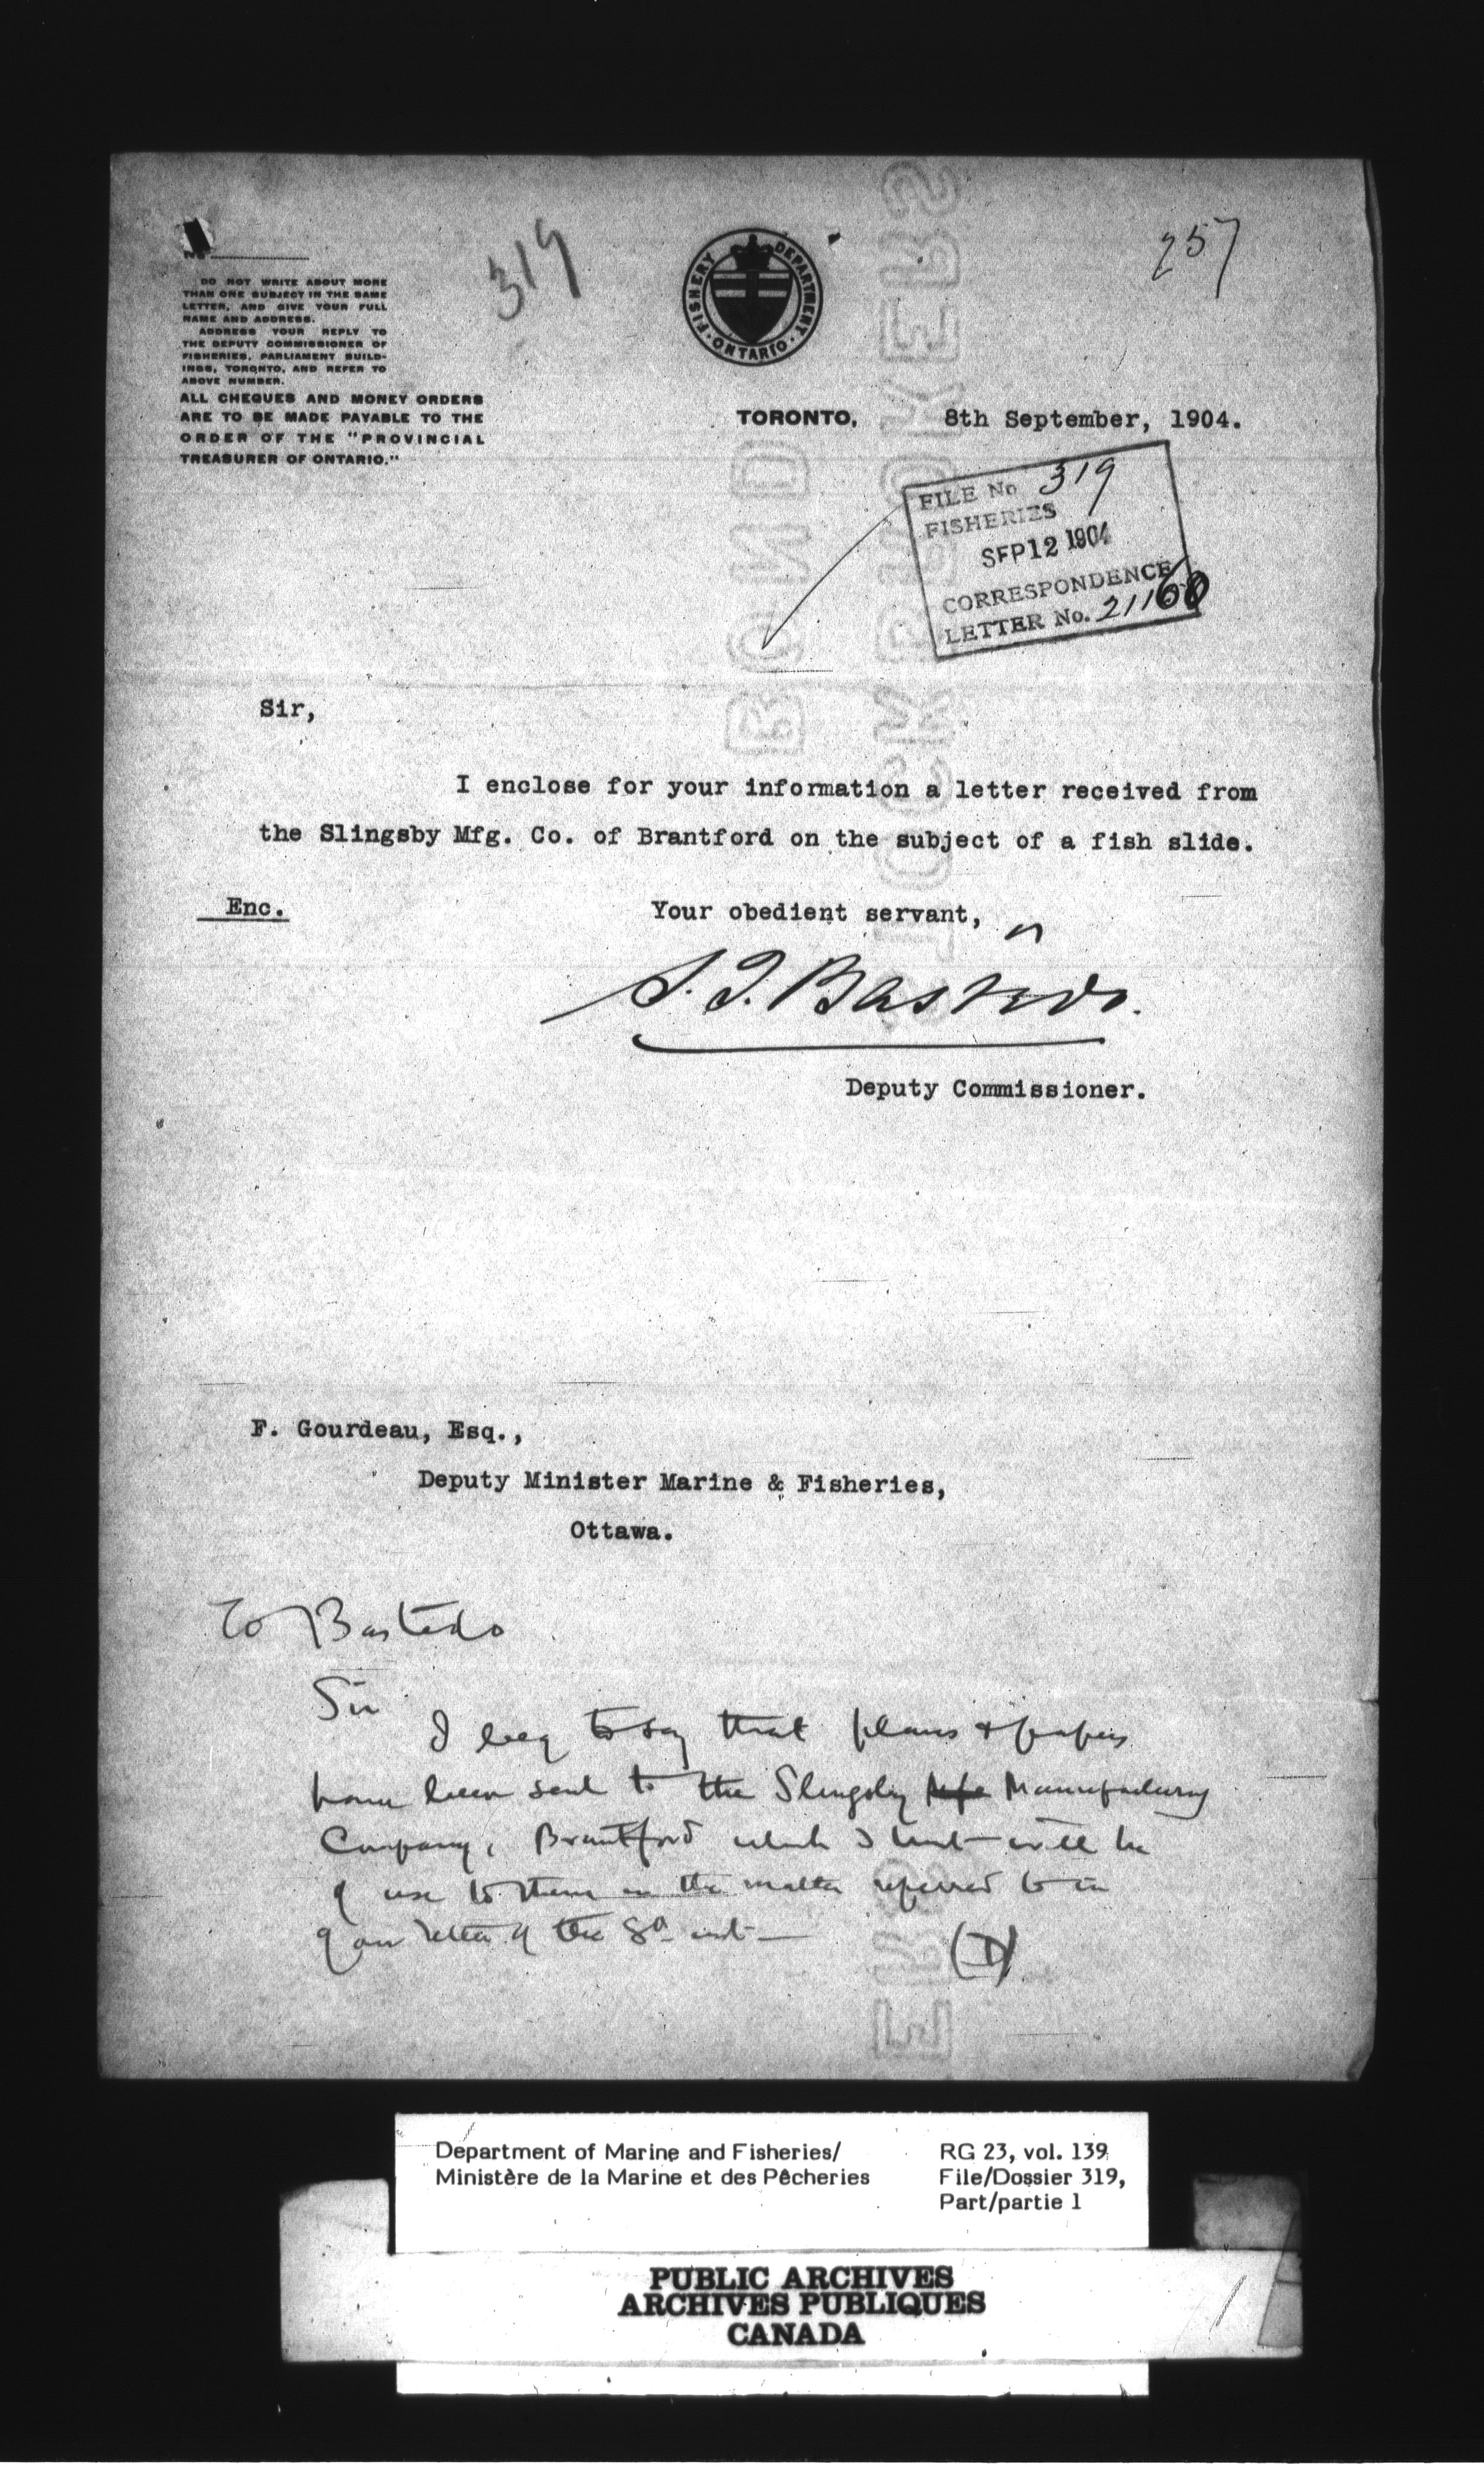 No
319
257
DO NOT WRITE ABOUT MORE
THAN ONE SUBJECT IN THE SAME
LETTER, AND GIVE YOUR FULL
NAME AND ADDRESS.
ADDRESS YOUR REPLY TO
THE DEPUTY COMMISSIONER OF
FISHERIES, PARLIAMENT BUILD-
INGS, TORONTO, AND REFER TO
ABOVE NUMBER.
ALL CHEQUES AND MONEY ORDERS
ARE TO BE MADE PAYABLE TO THE
ORDER OF THE "PROVINCIAL
TREASURER OF ONTARIO."
FISHERY DEPARTMENT
ONTARIO
TORONTO, 8th September, 1904.
FILE No 319
FISHERIES
SEP 12 1904
CORRESPONDENCE
LETTER No. 21160
Sir,
I enclose for your information a letter received from
the Slingsby Mfg. Co. of Brantford on the subject of a fish slide.
Enc.
Your obedient servant,
S.T. Bastedo.
Deputy Commissioner.
F. Gourdeau, Esq.,
Deputy Minister Marine & Fisheries,
Ottawa.
To Bastedo
Sir
I beg to say that plans & papers
have been sent to the Slingsby Manufacturing
Company, Brantford which I trust will be
of use to them in the matter referred to in
your letter of the 8th inst
(D)
Department of Marine and Fisheries/
Ministère de la Marine et des Pêcheries
RG 23, vol. 139
File/Dossier 319,
Part/partie 1
PUBLIC ARCHIVES
ARCHIVES PUBLIQUES
CANADA